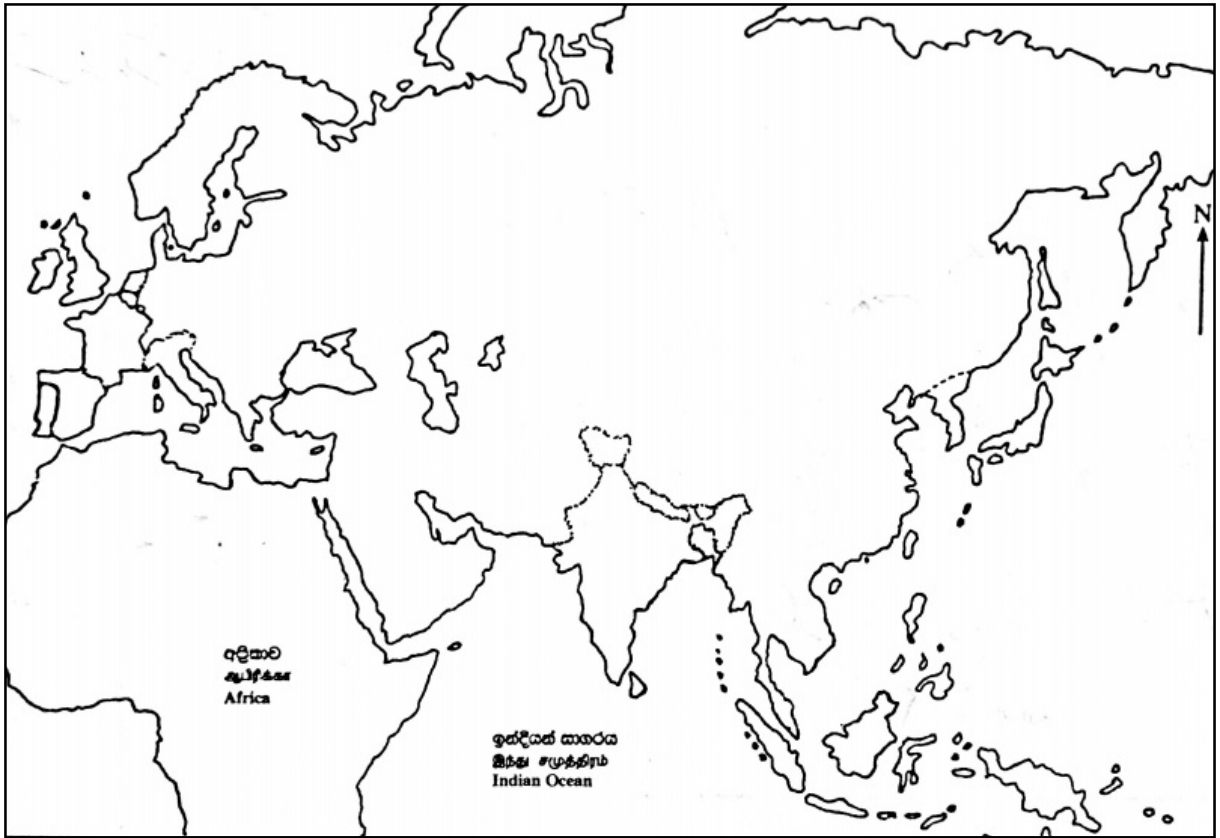 N
අප්‍රිකාව
ஆபிரிக்கா
Africa
ඉන්දියන් සාගරය
இந்து சமுத்திரம்
Indian Ocean